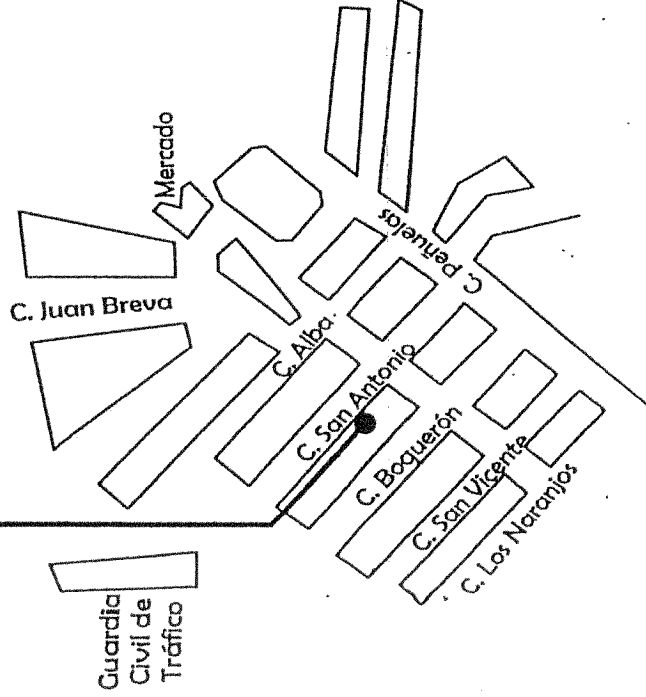 Mercado
C. Peñuelas
C. Juan Breva
C. Alba
C. San Antonio
C. Boquerón
C. San Vicente
C. Los Naranjos
Guardia
Civil de
Tráfico